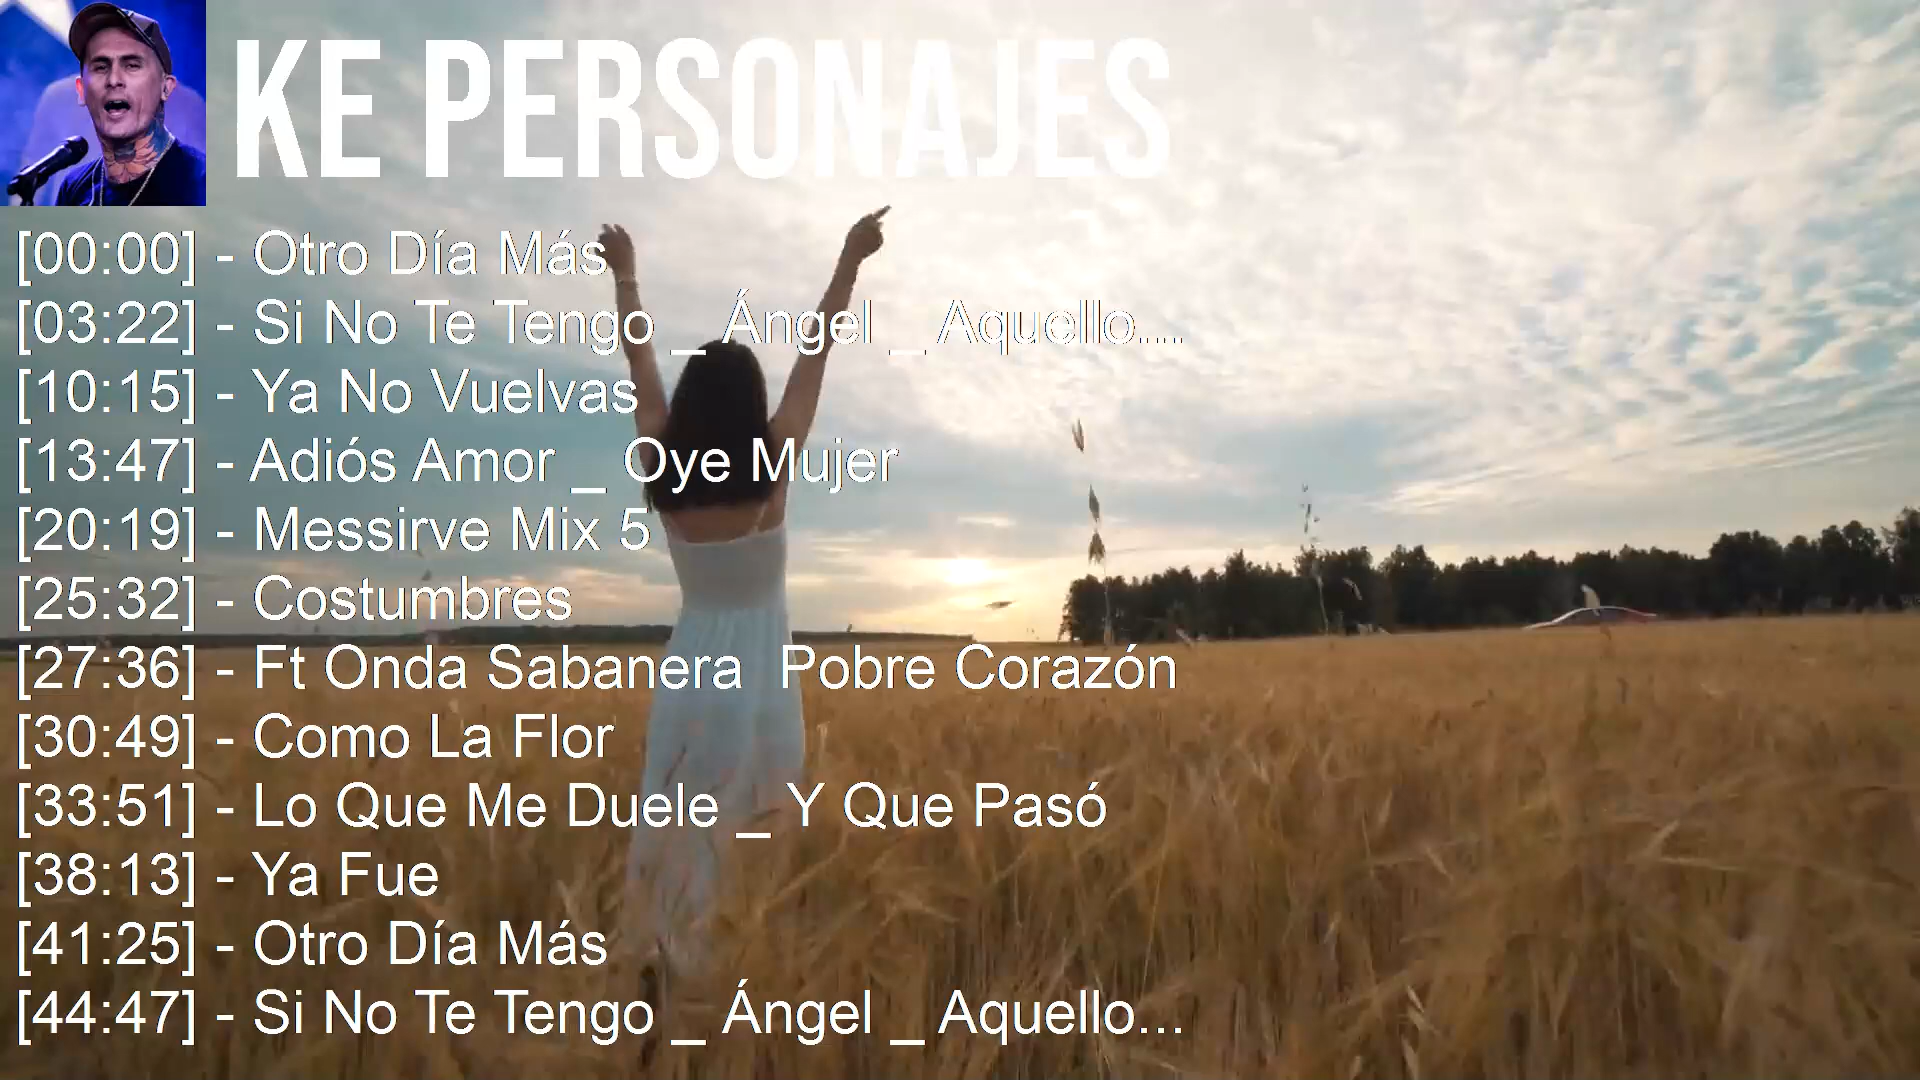 KE PERSONAJES
[00:00] - Otro Día Más
[03:22] - Si No Te Tengo _ Ángel _ Aquello...
[10:15] - Ya No Vuelvas
[13:47] - Adiós Amor _ Oye Mujer
[20:19] - Messirve Mix 5
[25:32] - Costumbres
[27:36] - Ft Onda Sabanera  Pobre Corazón
[30:49] - Como La Flor
[33:51] - Lo Que Me Duele _ Y Que Pasó
[38:13] - Ya Fue
[41:25] - Otro Día Más
[44:47] - Si No Te Tengo _ Ángel _ Aquello...